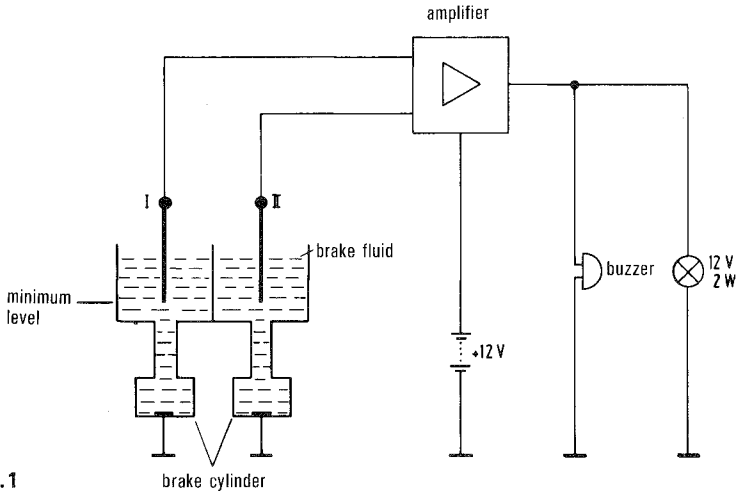 amplifier
I
II
brake fluid
minimum
level
buzzer
12 V
2 W
+12 V
.1
brake cylinder